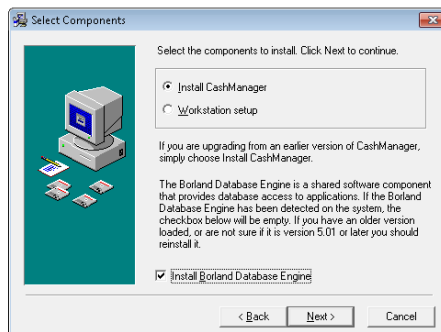 Select Components
Select the components to install. Click Next to continue.
Install CashManager
Workstation setup
If you are upgrading from an earlier version of CashManager,
simply choose Install CashManager.
The Borland Database Engine is a shared software component
that provides database access to applications. If the Borland
Database Engine has been detected on the system, the
checkbox below will be empty. If you have an older version
loaded, or are not sure if it is version 5.01 or later you should
reinstall it.
Install Borland Database Engine
< Back
Next >
Cancel